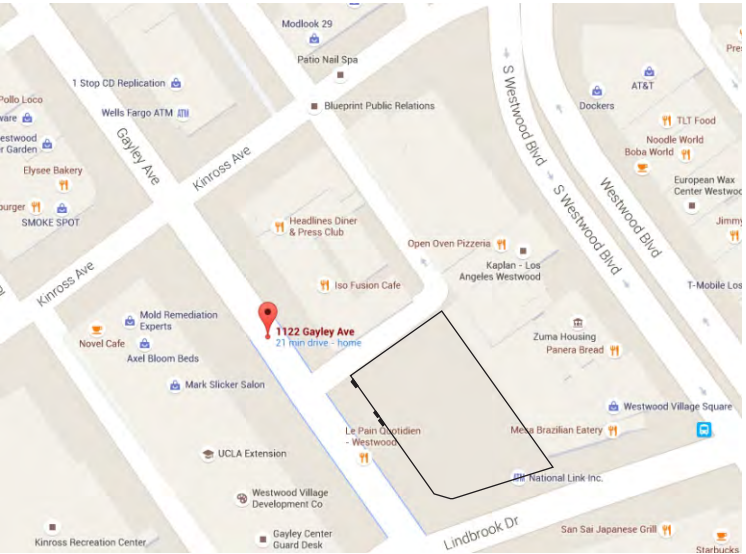 Modlook 29
Patio Nail Spa
1 Stop CD Replication
Blueprint Public Relations
Wells Fargo ATM
ATM
Pollo Loco
ware
estwood
r Garden
Elysee Bakery
burger
SMOKE SPOT
Gayley Ave
Kinross Ave
Kinross Ave
S Westwood Blvd
S Westwood Blvd
Westwood Blvd
Pres
AT&T
Dockers
TLT Food
Noodle World
Boba World
European Wax
Center Westwood
Jimmy
T-Mobile Los
Headlines Diner
& Press Club
Open Oven Pizzeria
Kaplan - Los
Angeles Westwood
Iso Fusion Cafe
1122 Gayley Ave
21 min drive - home
Mold Remediation
Experts
Novel Cafe
Axel Bloom Beds
Mark Slicker Salon
Zuma Housing
Panera Bread
Westwood Village Square
Mesa Brazilian Eatery
Le Pain Quotidien
- Westwood
UCLA Extension
ATM
National Link Inc.
Westwood Village
Development Co
Kinross Recreation Center
Gayley Center
Guard Desk
Lindbrook Dr
San Sai Japanese Grill
Starbucks